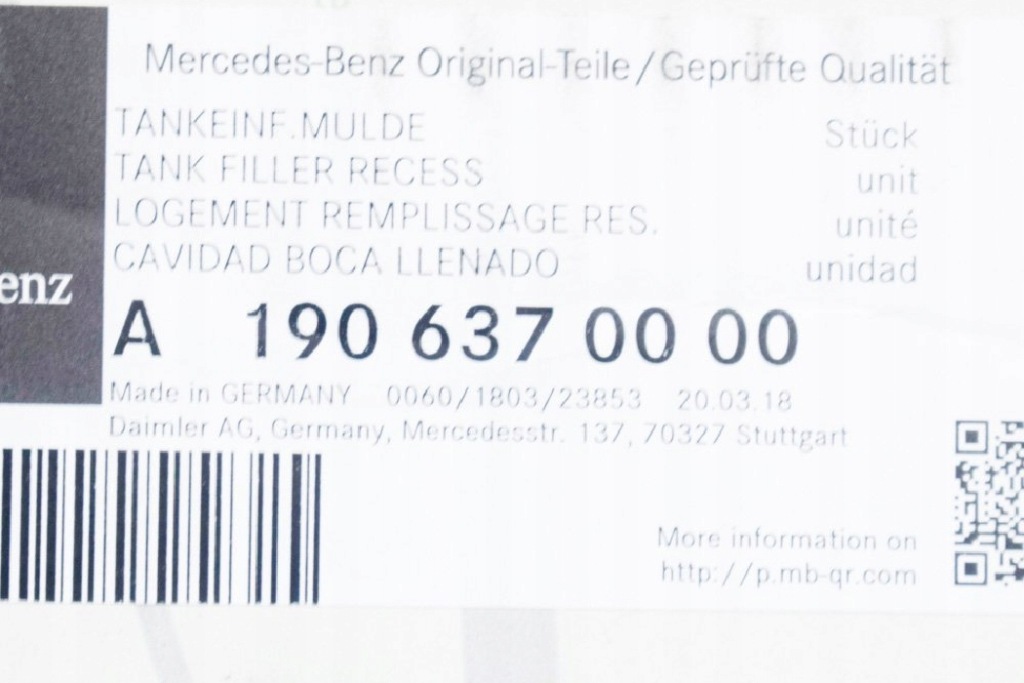 Mercedes-Benz Original-Teile/Geprüfte Qualität
TANKEINF.MULDE Stück
TANK FILLER RECESS unit
LOGEMENT REMPLISSAGE RES. unité
CAVIDAD BOCA LLENADO unidad
enz
A 190 637 00 00
Made in GERMANY 0060/1803/23853 20.03.18
Daimler AG, Germany, Mercedesstr. 137, 70327 Stuttgart
More information on
http://p.mb-qr.com